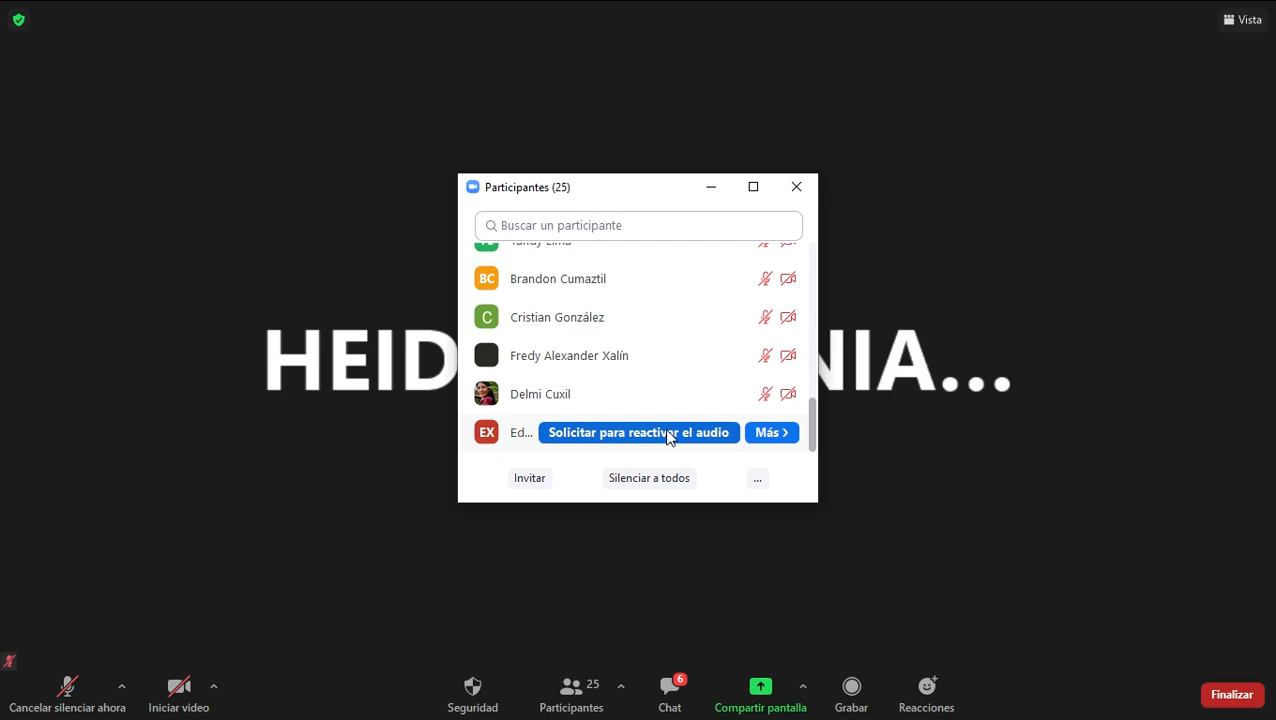 Vista
Participantes (25)
Buscar un participante
BC Brandon Cumaztil
C Cristian González
Fredy Alexander Xalín
Delmi Cuxil
EX Ed... Solicitar para reactivar el audio Más >
Invitar Silenciar a todos ...
HEID NIA...
Cancelar silenciar ahora
Iniciar video
Seguridad
25
Participantes
6
Chat
Compartir pantalla
Grabar
Reacciones
Finalizar